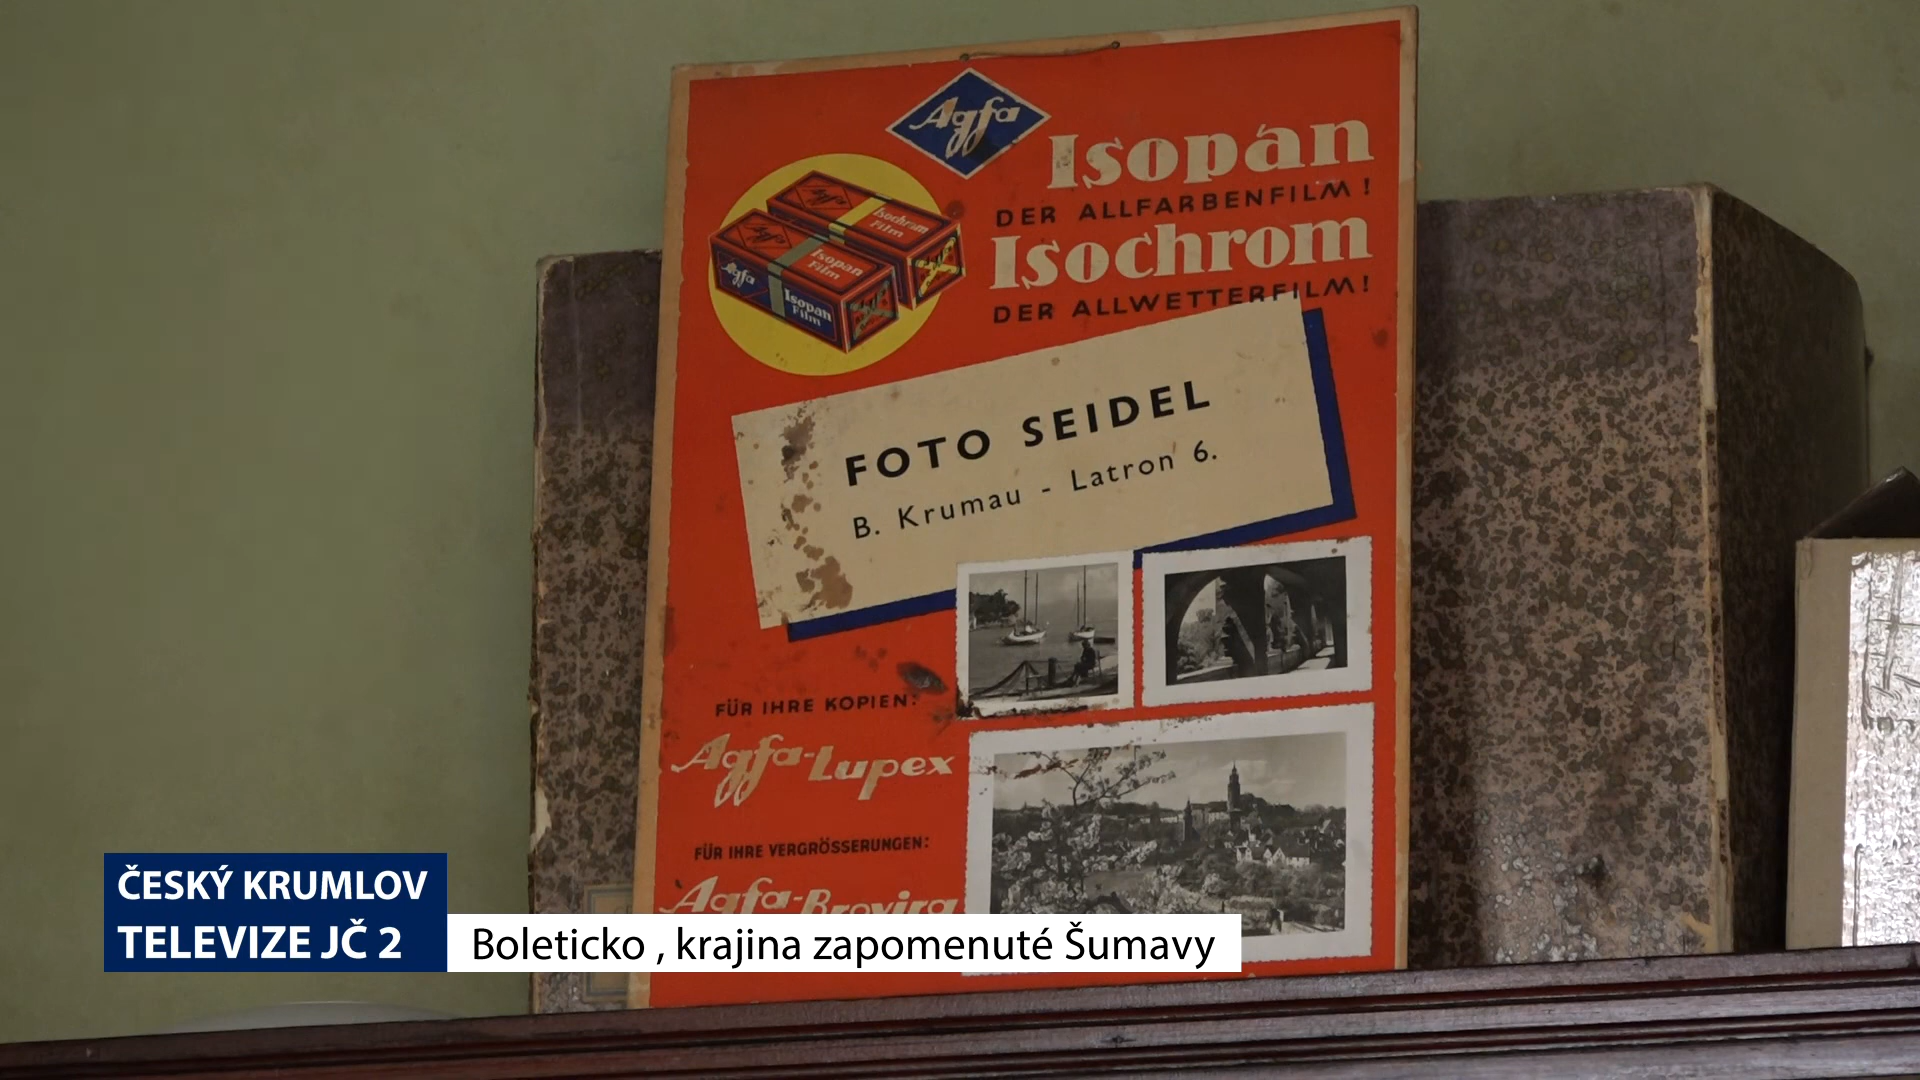 Agfa
Isopan
DER ALLFARBENFILM!
Isochrom
DER ALLWETTERFILM!
Isochrom
Film
Isopan
Film
Agfa
Isopan
Film
FOTO SEIDEL
B. Krumau - Latron 6.
FÜR IHRE KOPIEN:
Agfa-Lupex
FÜR IHRE VERGRÖSSERUNGEN:
Agfa-Brovira
ČESKÝ KRUMLOV
TELEVIZE JČ 2
Boleticko , krajina zapomenuté Šumavy